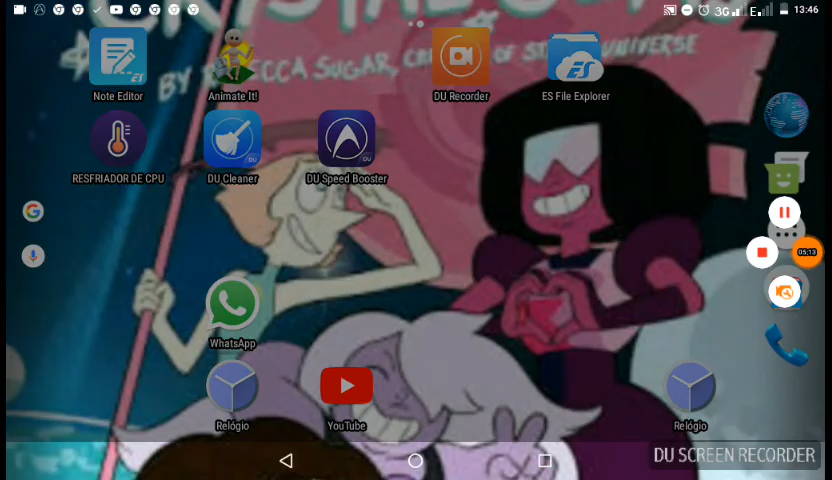 3G
E
13:46
BY REBECCA SUGAR, CREATOR OF STEVEN UNIVERSE
Note Editor
Animate It!
DU Recorder
ES File Explorer
RESFRIADOR DE CPU
DU Cleaner
DU Speed Booster
05:13
WhatsApp
Relógio
YouTube
Relógio
DU SCREEN RECORDER